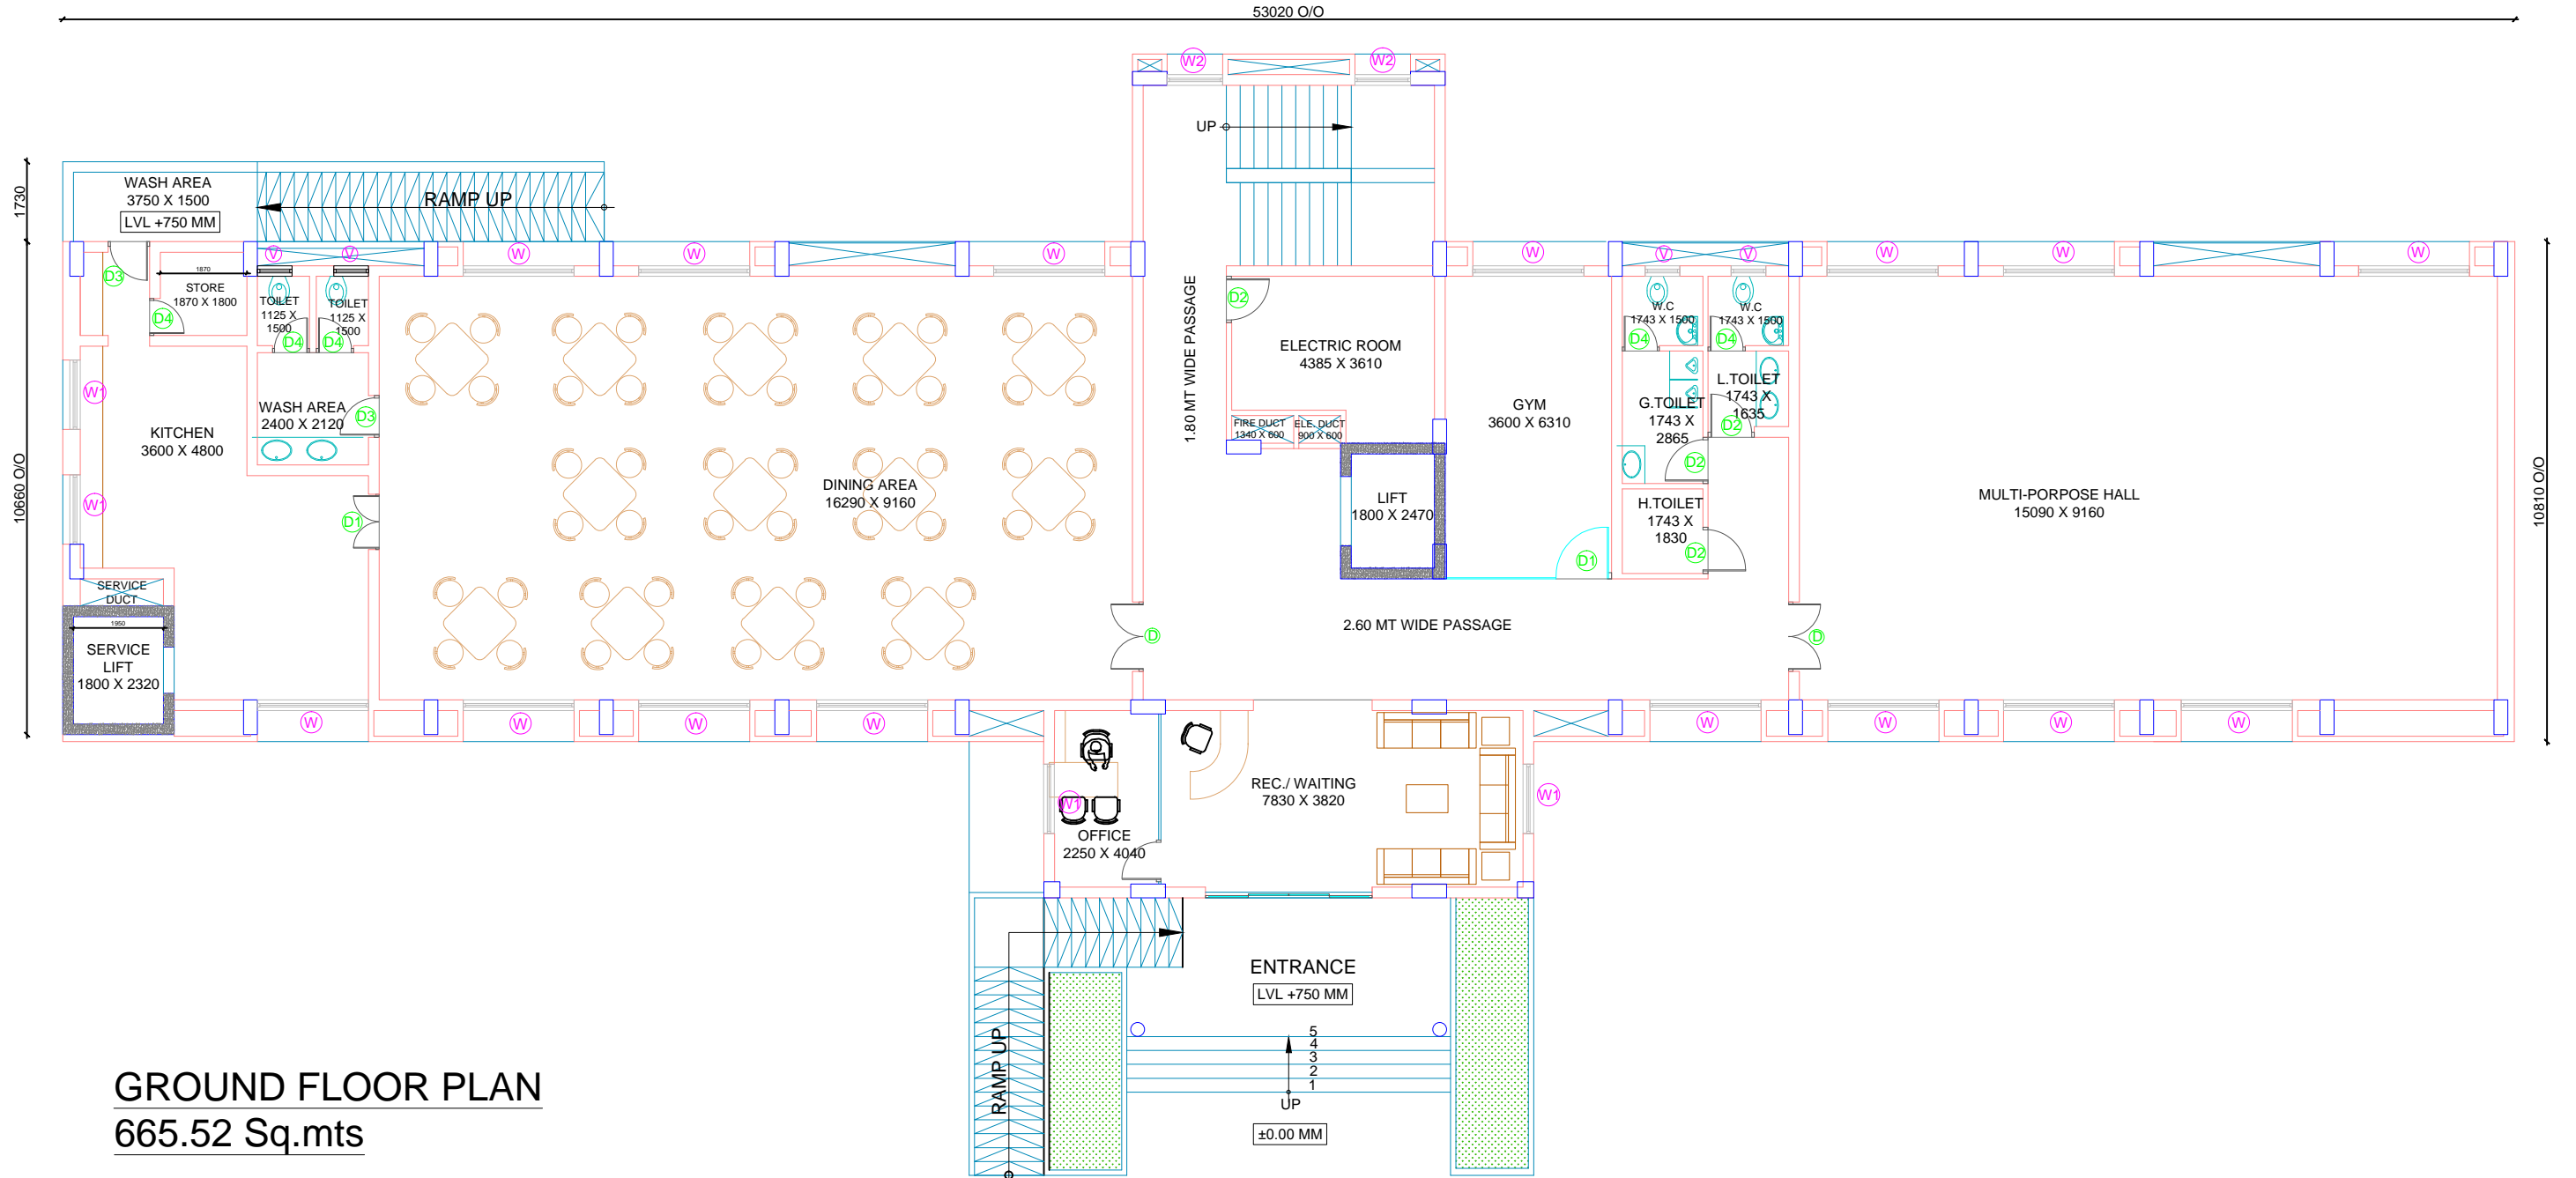 53020 O/O
W2
W2
UP
1730
WASH AREA
3750 X 1500
LVL +750 MM
RAMP UP
V
V
W
W
W
W
V
V
W
W
W
D3
1870
STORE
1870 X 1800
D4
TOILET
1125 X
1500
D4
TOILET
1125 X
1500
D4
1.80 MT WIDE PASSAGE
D2
ELECTRIC ROOM
4385 X 3610
FIRE DUCT
1340 X 600
ELE. DUCT
900 X 600
W.C
1743 X 1500
D4
W.C
1743 X 1500
D4
W1
WASH AREA
2400 X 2120
D3
GYM
3600 X 6310
G.TOILET
1743 X
2865
L.TOILET
1743 X
1635
D2
D2
KITCHEN
3600 X 4800
10660 O/O
W1
D1
DINING AREA
16290 X 9160
LIFT
1800 X 2470
H.TOILET
1743 X
1830
D2
D1
MULTI-PORPOSE HALL
15090 X 9160
10810 O/O
SERVICE
DUCT
1950
SERVICE
LIFT
1800 X 2320
D
2.60 MT WIDE PASSAGE
D
W
W
W
W
W
W
W
W
W1
OFFICE
2250 X 4040
REC./ WAITING
7830 X 3820
W1
ENTRANCE
LVL +750 MM
RAMP UP
5
4
3
2
1
UP
±0.00 MM
GROUND FLOOR PLAN
665.52 Sq.mts